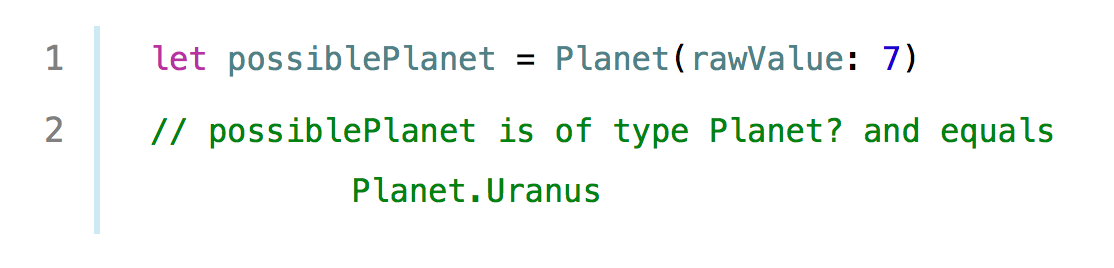 1 let possiblePlanet = Planet(rawValue: 7)
2 // possiblePlanet is of type Planet? and equals
Planet.Uranus